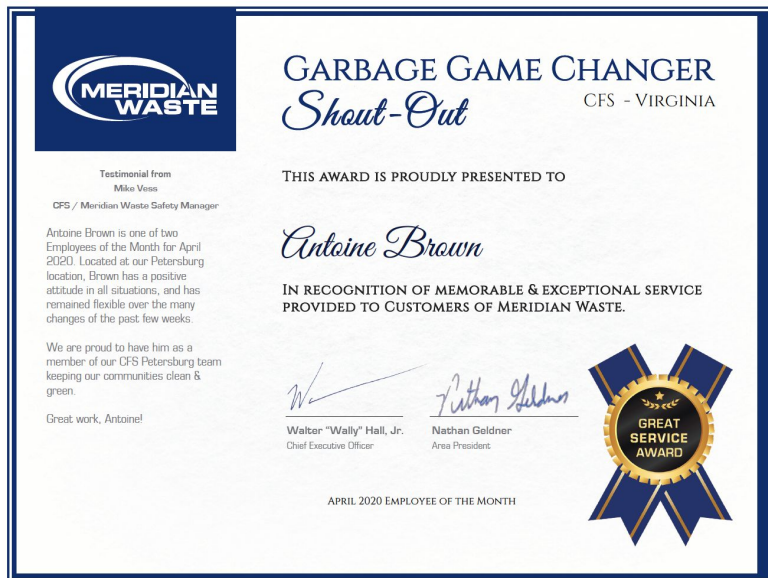 MERIDIAN
WASTE
Testimonial from
Mike Vess
CFS / Meridian Waste Safety Manager
Antoine Brown is one of two
Employees of the Month for April
2020. Located at our Petersburg
location, Brown has a positive
attitude in all situations, and has
remained flexible over the many
changes of the past few weeks.
We are proud to have him as a
member of our CFS Petersburg team
keeping our communities clean &
green.
Great work, Antoine!
GARBAGE GAME CHANGER
Shout-Out
CFS - VIRGINIA
THIS AWARD IS PROUDLY PRESENTED TO
Antoine Brown
IN RECOGNITION OF MEMORABLE & EXCEPTIONAL SERVICE
PROVIDED TO CUSTOMERS OF MERIDIAN WASTE.
Nathan Geldner
Walter "Wally" Hall, Jr.
Chief Executive Officer
Nathan Geldner
Area President
GREAT
SERVICE
AWARD
APRIL 2020 EMPLOYEE OF THE MONTH